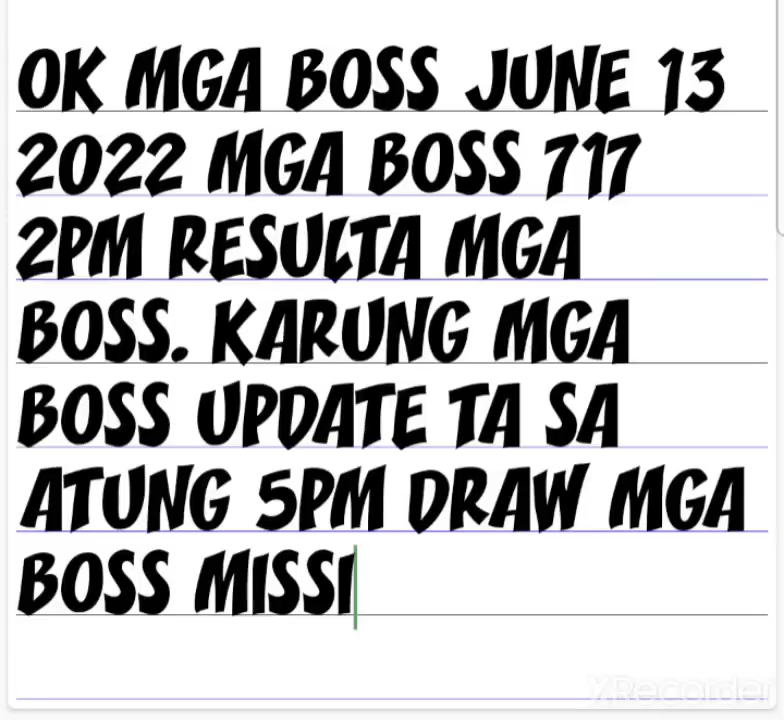 OK MGA BOSS JUNE 13
2022 MGA BOSS 717
2PM RESULTA MGA
BOSS. KARUNG MGA
BOSS UPDATE TA SA
ATUNG 5PM DRAW MGA
BOSS MISSI
XRecorder